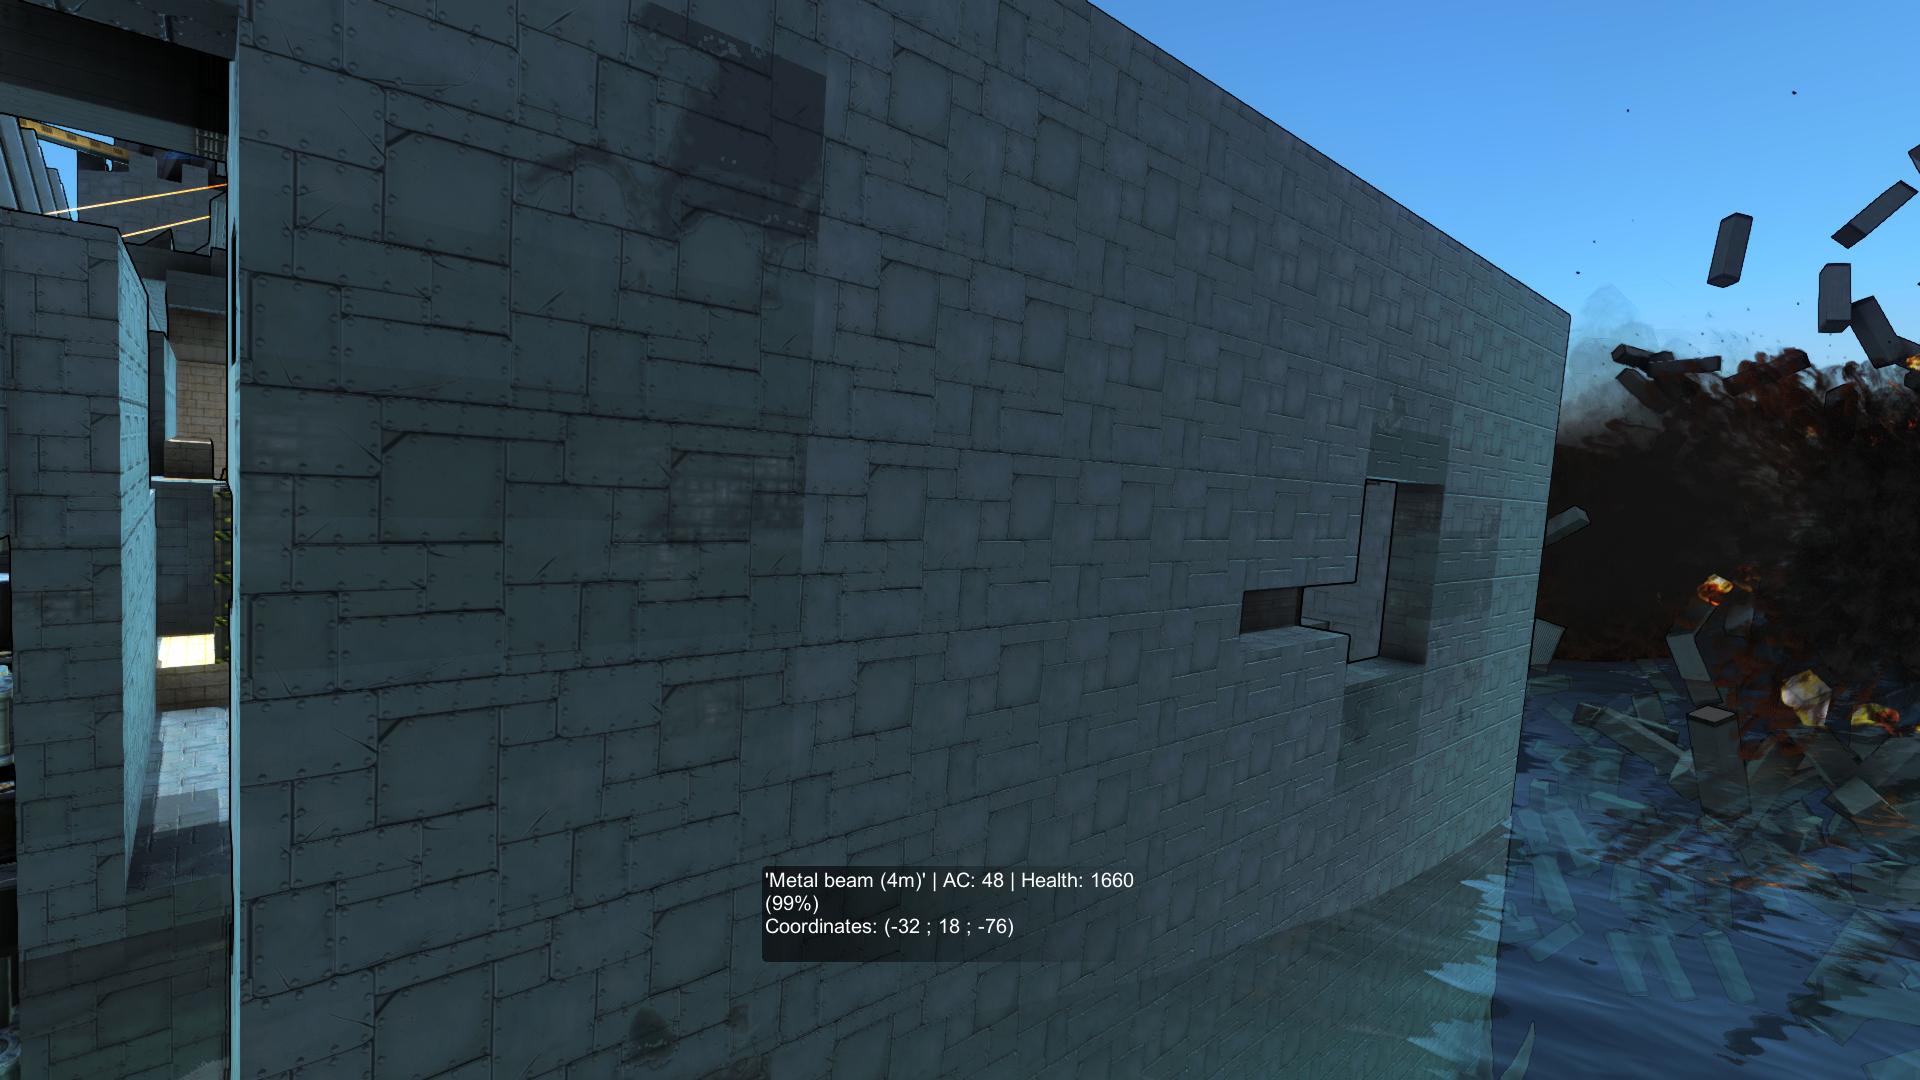 'Metal beam (4m)' | AC: 48 | Health: 1660
(99%)
Coordinates: (-32 ; 18 ; -76)